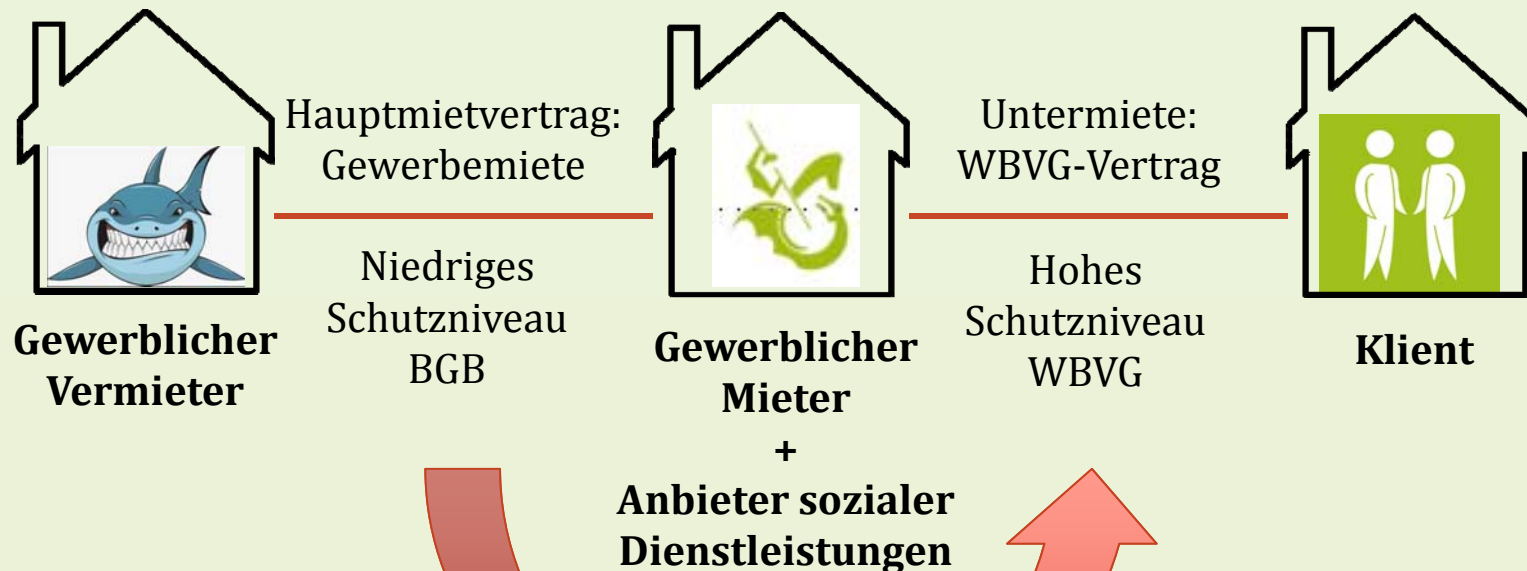 Hauptmietvertrag:
Gewerbemiete
Niedriges
Schutzniveau
BGB
Untermiete:
WBVG-Vertrag
Hohes
Schutzniveau
WBVG
Gewerblicher
Vermieter
Gewerblicher
Mieter
+
Anbieter sozialer
Dienstleistungen
Klient